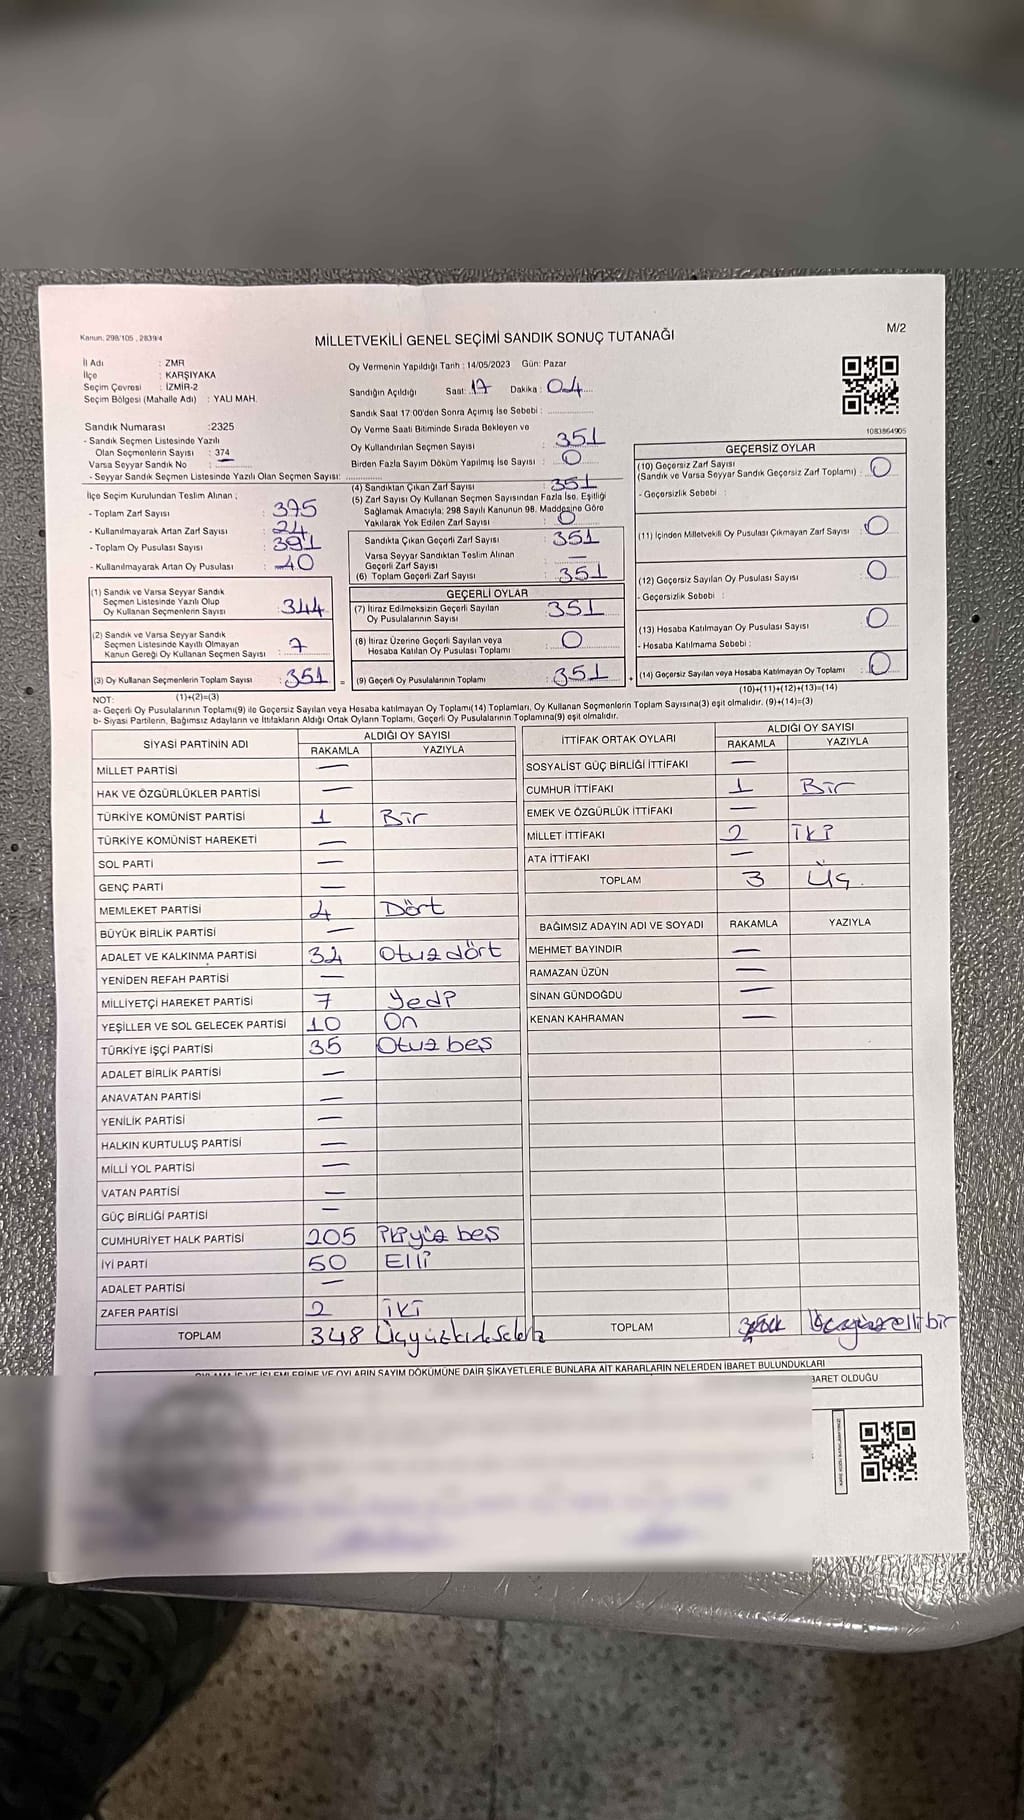 Kanun. 298/105 , 2839/4
MİLLETVEKİLİ GENEL SEÇİMİ SANDIK SONUÇ TUTANAĞI
M/2
İl Adı : ZMR
İlçe : KARŞIYAKA
Seçim Çevresi : İZMİR-2
Seçim Bölgesi (Mahalle Adı) : YALI MAH.
Oy Vermenin Yapıldığı Tarih : 14/05/2023 Gün: Pazar
Sandığın Açıldığı Saat: 17 Dakika : 04
Sandık Saat 17:00'den Sonra Açımış İse Sebebi :
Oy Verme Saati Bitiminde Sırada Bekleyen ve
Oy Kullandırılan Seçmen Sayısı : 351
Birden Fazla Sayım Döküm Yapılmış İse Sayısı : 0
1083864905
Sandık Numarası :2325
- Sandık Seçmen Listesinde Yazılı
Olan Seçmenlerin Sayısı : 374
Varsa Seyyar Sandık No :
- Seyyar Sandık Seçmen Listesinde Yazılı Olan Seçmen Sayısı:
İlçe Seçim Kurulundan Teslim Alınan ;
- Toplam Zarf Sayısı : 375
- Kullanılmayarak Artan Zarf Sayısı : 24
- Toplam Oy Pusulası Sayısı : 391
- Kullanılmayarak Artan Oy Pusulası : 40
(1) Sandık ve Varsa Seyyar Sandık
Seçmen Listesinde Yazılı Olup
Oy Kullanan Seçmenlerin Sayısı : 344
(2) Sandık ve Varsa Seyyar Sandık
Seçmen Listesinde Kayıtlı Olmayan
Kanun Gereği Oy Kullanan Seçmen Sayısı : 7
(3) Oy Kullanan Seçmenlerin Toplam Sayısı : 351 =
(1)+(2)=(3)
(4) Sandıktan Çıkan Zarf Sayısı : 351
(5) Zarf Sayısı Oy Kullanan Seçmen Sayısından Fazla İse, Eşitliği
Sağlamak Amacıyla; 298 Sayılı Kanunun 98. Maddesine Göre
Yakılarak Yok Edilen Zarf Sayısı : 0
Sandıkta Çıkan Geçerli Zarf Sayısı : 351
Varsa Seyyar Sandıktan Teslim Alınan
Geçerli Zarf Sayısı : —
(6) Toplam Geçerli Zarf Sayısı : 351
GEÇERLİ OYLAR
(7) İtiraz Edilmeksizin Geçerli Sayılan
Oy Pusulalarının Sayısı : 351
(8) İtiraz Üzerine Geçerli Sayılan veya
Hesaba Katılan Oy Pusulası Toplamı : 0
(9) Geçerli Oy Pusulalarının Toplamı : 351 +
GEÇERSİZ OYLAR
(10) Geçersiz Zarf Sayısı
(Sandık ve Varsa Seyyar Sandık Geçersiz Zarf Toplamı) : 0
- Geçersizlik Sebebi :
(11) İçinden Milletvekili Oy Pusulası Çıkmayan Zarf Sayısı : 0
(12) Geçersiz Sayılan Oy Pusulası Sayısı : 0
- Geçersizlik Sebebi :
(13) Hesaba Katılmayan Oy Pusulası Sayısı : 0
- Hesaba Katılmama Sebebi :
(14) Geçersiz Sayılan veya Hesaba Katılmayan Oy Toplamı : 0
(10)+(11)+(12)+(13)=(14)
NOT:
a- Geçerli Oy Pusulalarının Toplamı(9) ile Geçersiz Sayılan veya Hesaba katılmayan Oy Toplamı(14) Toplamları, Oy Kullanan Seçmenlerin Toplam Sayısına(3) eşit olmalıdır. (9)+(14)=(3)
b- Siyasi Partilerin, Bağımsız Adayların ve İttifakların Aldığı Ortak Oyların Toplamı, Geçerli Oy Pusulalarının Toplamına(9) eşit olmalıdır.
SİYASİ PARTİNİN ADI
ALDIĞI OY SAYISI
RAKAMLA YAZIYLA
MİLLET PARTİSİ —
HAK VE ÖZGÜRLÜKLER PARTİSİ —
TÜRKİYE KOMÜNİST PARTİSİ 1 Bir
TÜRKİYE KOMÜNİST HAREKETİ —
SOL PARTİ —
GENÇ PARTİ —
MEMLEKET PARTİSİ 4 Dört
BÜYÜK BİRLİK PARTİSİ —
ADALET VE KALKINMA PARTİSİ 34 Otuz dört
YENİDEN REFAH PARTİSİ —
MİLLİYETÇİ HAREKET PARTİSİ 7 Yedi
YEŞİLLER VE SOL GELECEK PARTİSİ 10 On
TÜRKİYE İŞÇİ PARTİSİ 35 Otuz beş
ADALET BİRLİK PARTİSİ —
ANAVATAN PARTİSİ —
YENİLİK PARTİSİ —
HALKIN KURTULUŞ PARTİSİ —
MİLLİ YOL PARTİSİ —
VATAN PARTİSİ —
GÜÇ BİRLİĞİ PARTİSİ —
CUMHURİYET HALK PARTİSİ 205 ikiyüz beş
İYİ PARTİ 50 Elli
ADALET PARTİSİ —
ZAFER PARTİSİ 2 iki
TOPLAM 348
İTTİFAK ORTAK OYLARI
ALDIĞI OY SAYISI
RAKAMLA YAZIYLA
SOSYALİST GÜÇ BİRLİĞİ İTTİFAKI —
CUMHUR İTTİFAKI 1 Bir
EMEK VE ÖZGÜRLÜK İTTİFAKI —
MİLLET İTTİFAKI 2 iki
ATA İTTİFAKI —
TOPLAM 3 Üç
BAĞIMSIZ ADAYIN ADI VE SOYADI RAKAMLA YAZIYLA
MEHMET BAYINDIR —
RAMAZAN ÜZÜN —
SİNAN GÜNDOĞDU —
KENAN KAHRAMAN —
TOPLAM
OY SAYIM DÖKÜMÜNE DAİR ŞİKAYETLERLE BUNLARA AİT KARARLARIN NELERDEN İBARET BULUNDUKLARI
İBARET OLDUĞU